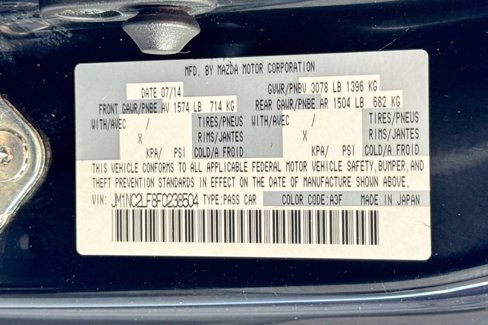 MFD. BY MAZDA MOTOR CORPORATION
DATE 07/14 GVWR/PNBV 3078 LB 1396 KG
FRONT GAWR/PNBE AV 1574 LB 714 KG REAR GAWR/PNBE AR 1504 LB 682 KG
WITH/AVEC / TIRES/PNEUS WITH/AVEC / TIRES/PNEUS
X RIMS/JANTES X RIMS/JANTES
KPA/ PSI COLD/A FROID KPA/ PSI COLD/A FROID
THIS VEHICLE CONFORMS TO ALL APPLICABLE FEDERAL MOTOR VEHICLE SAFETY, BUMPER, AND
THEFT PREVENTION STANDARDS IN EFFECT ON THE DATE OF MANUFACTURE SHOWN ABOVE.
VIN: JM1NC2LF8F0238504 TYPE: PASS CAR COLOR CODE: A3F MADE IN JAPAN